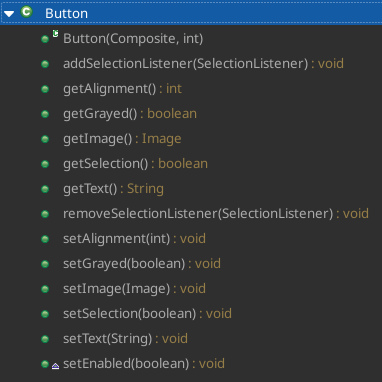 Button
Button(Composite, int)
addSelectionListener(SelectionListener) : void
getAlignment() : int
getGrayed() : boolean
getImage() : Image
getSelection() : boolean
getText() : String
removeSelectionListener(SelectionListener) : void
setAlignment(int) : void
setGrayed(boolean) : void
setImage(Image) : void
setSelection(boolean) : void
setText(String) : void
setEnabled(boolean) : void